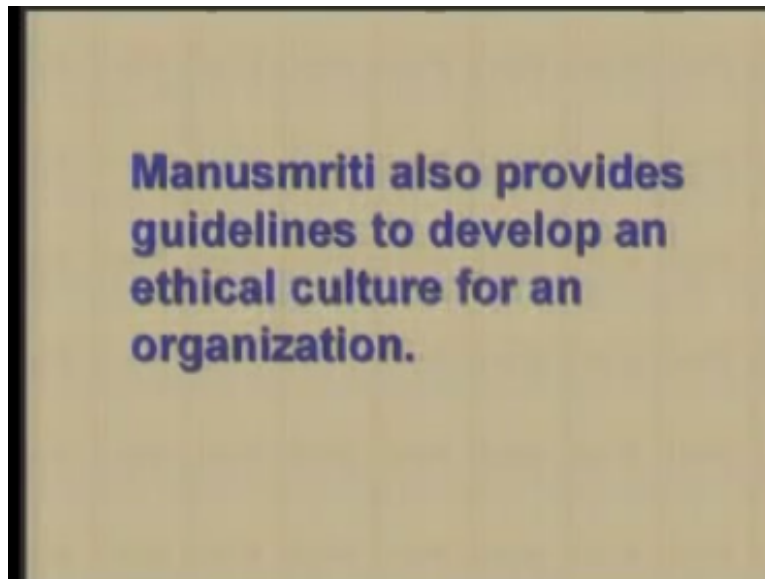 Manusmriti also provides
guidelines to develop an
ethical culture for an
organization.